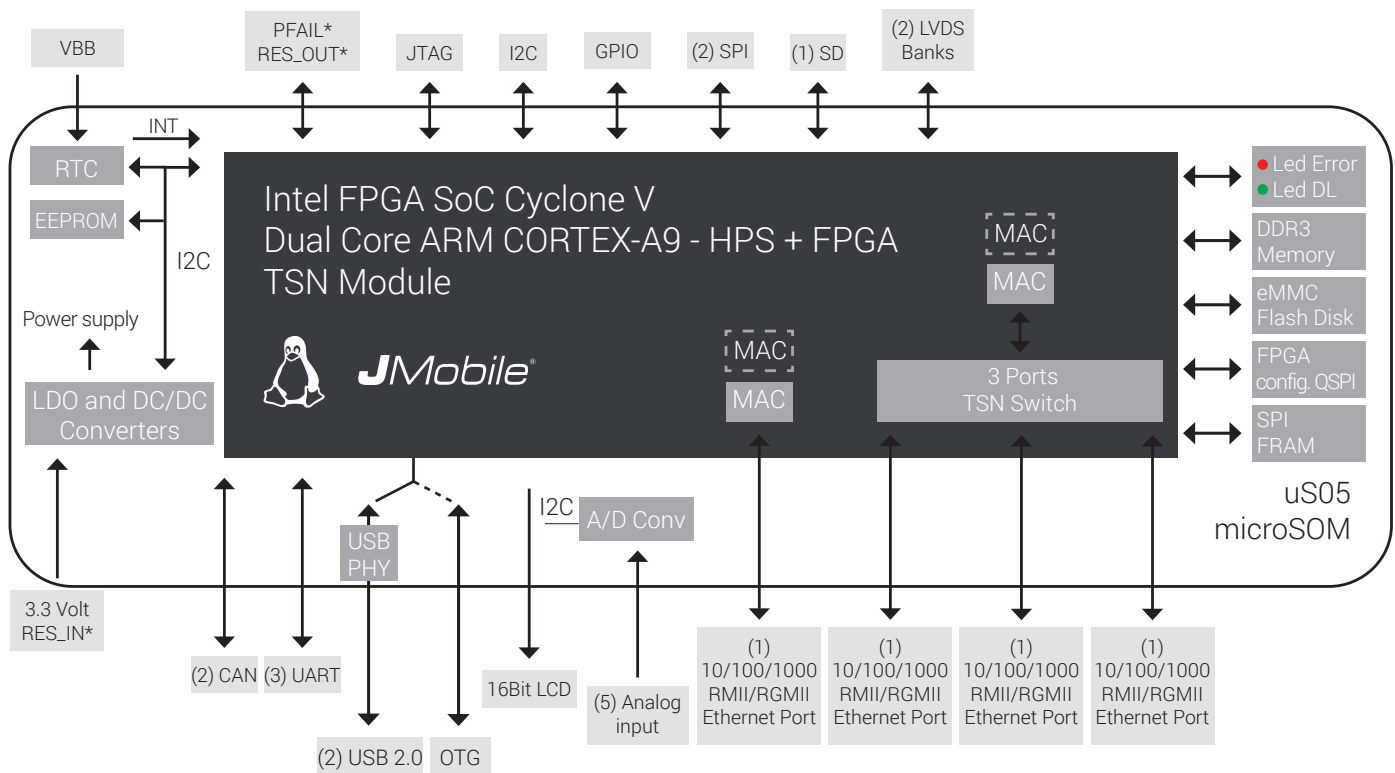 VBB
PFAIL*
RES_OUT*
JTAG
I2C
GPIO
(2) SPI
(1) SD
(2) LVDS
Banks
INT
RTC
EEPROM
I2C
Power supply
LDO and DC/DC
Converters
Intel FPGA SoC Cyclone V
Dual Core ARM CORTEX-A9 - HPS + FPGA
TSN Module
JMobile®
MAC
MAC
MAC
MAC
3 Ports
TSN Switch
Led Error
Led DL
DDR3
Memory
eMMC
Flash Disk
FPGA
config. QSPI
SPI
FRAM
uS05
microSOM
USB
PHY
I2C
A/D Conv
3.3 Volt
RES_IN*
(2) CAN
(3) UART
(2) USB 2.0
OTG
16Bit LCD
(5) Analog
input
(1)
10/100/1000
RMII/RGMII
Ethernet Port
(1)
10/100/1000
RMII/RGMII
Ethernet Port
(1)
10/100/1000
RMII/RGMII
Ethernet Port
(1)
10/100/1000
RMII/RGMII
Ethernet Port